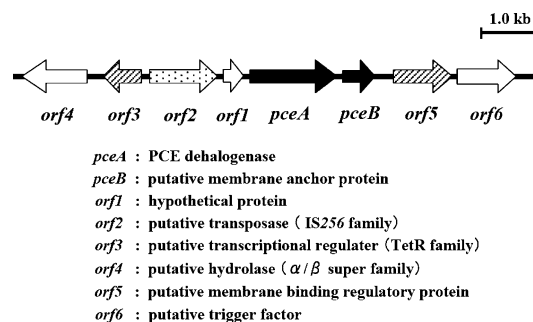 1.0 kb
orf4 orf3 orf2 orf1 pceA pceB orf5 orf6
pceA : PCE dehalogenase
pceB : putative membrane anchor protein
orf1 : hypothetical protein
orf2 : putative transposase ( IS256 family)
orf3 : putative transcriptional regulater (TetR family)
orf4 : putative hydrolase (α/β super family)
orf5 : putative membrane binding regulatory protein
orf6 : putative trigger factor